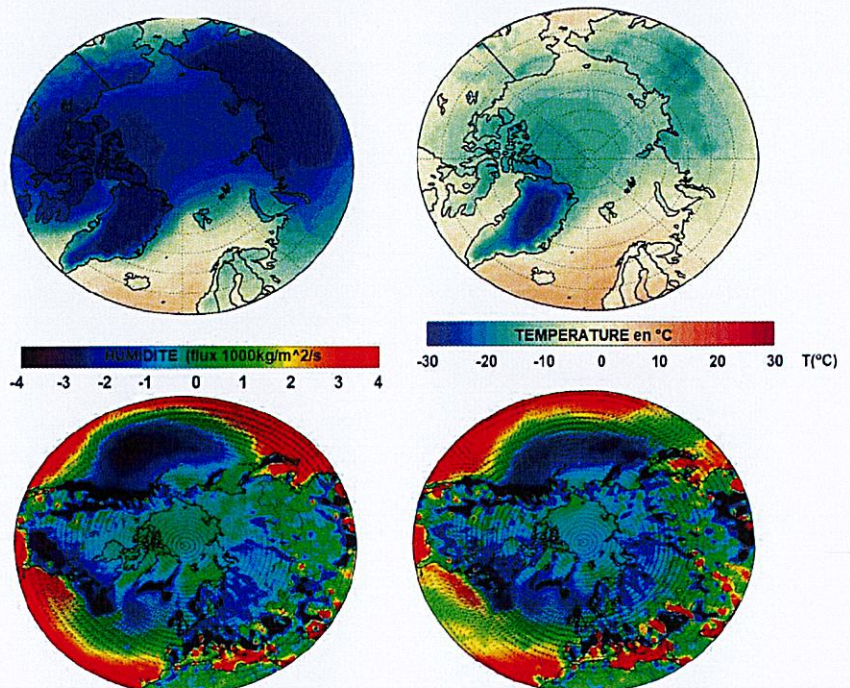 HUMIDITE (flux 1000kg/m^2/s
-4 -3 -2 -1 0 1 2 3 4
TEMPERATURE en °C
-30 -20 -10 0 10 20 30 T(°C)